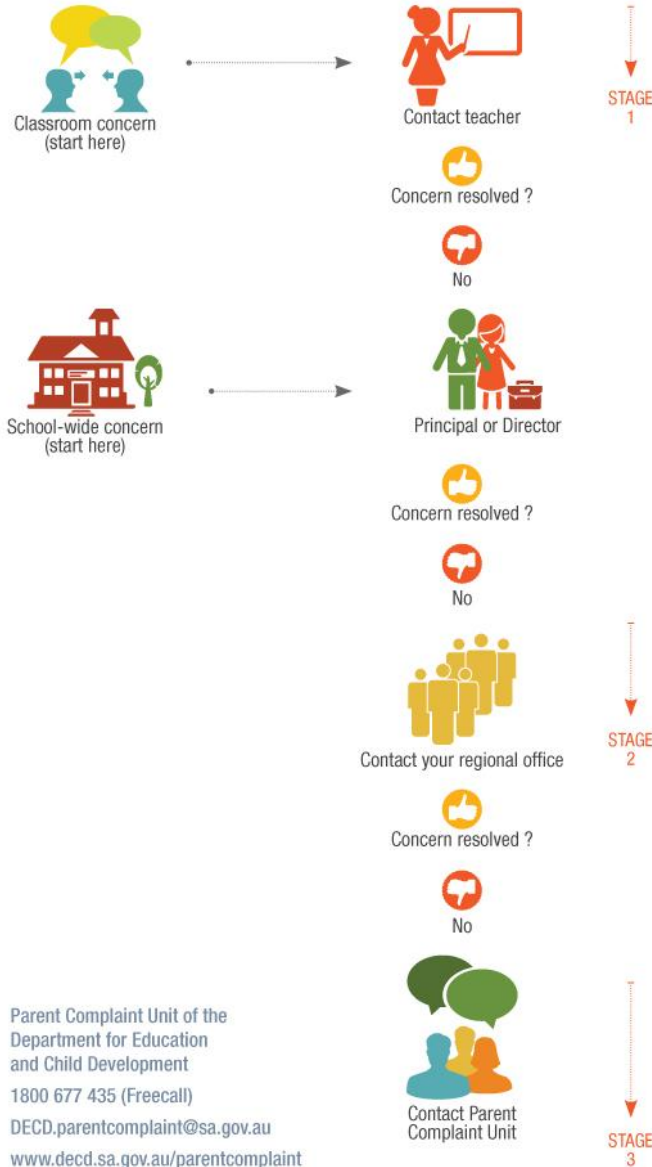 Classroom concern
(start here)
Contact teacher
STAGE
1
Concern resolved ?
No
School-wide concern
(start here)
Principal or Director
Concern resolved ?
No
Contact your regional office
STAGE
2
Concern resolved ?
No
Contact Parent
Complaint Unit
STAGE
3
Parent Complaint Unit of the
Department for Education
and Child Development
1800 677 435 (Freecall)
DECD.parentcomplaint@sa.gov.au
www.decd.sa.gov.au/parentcomplaint